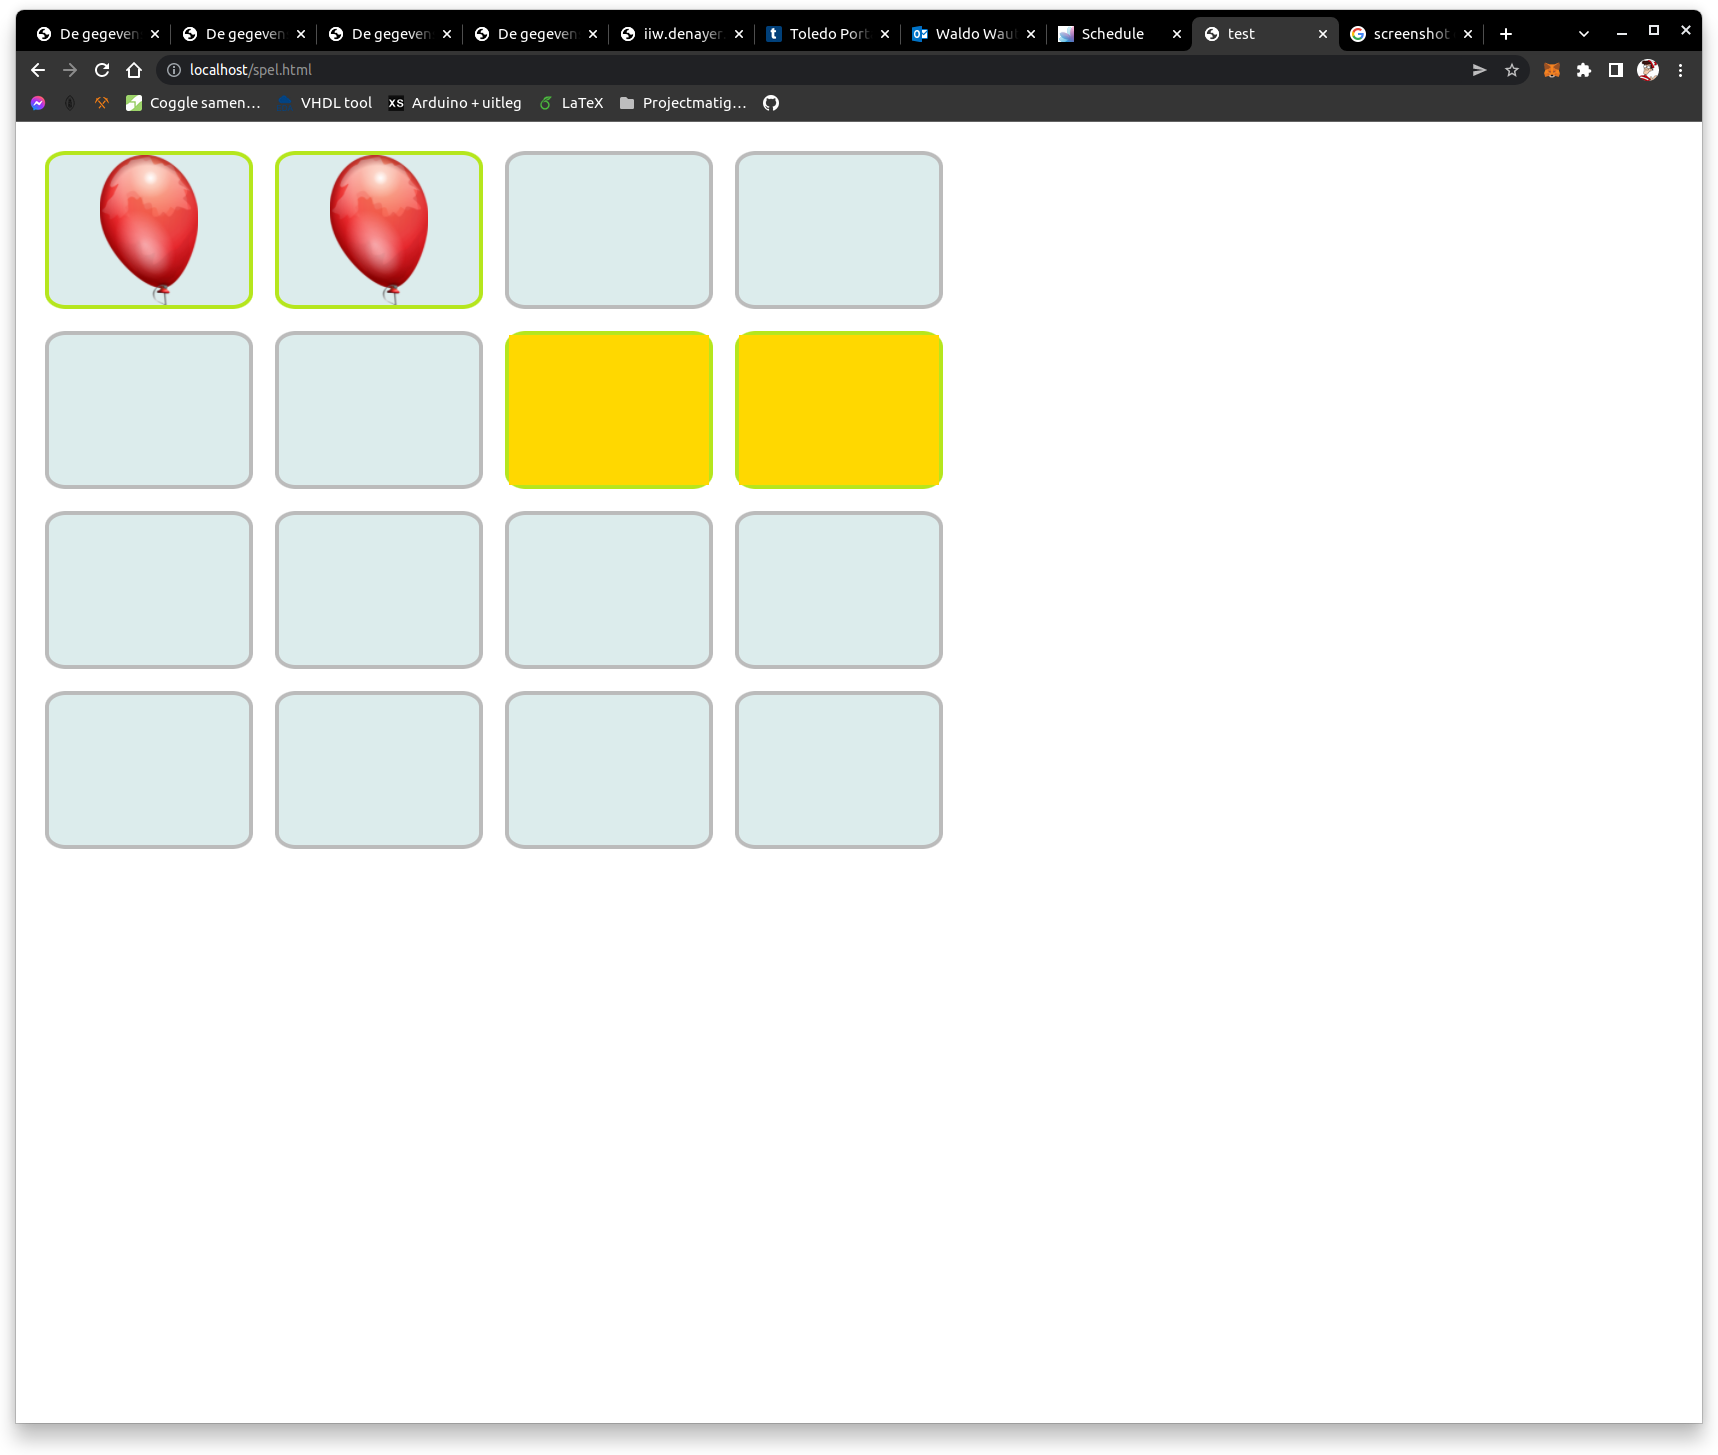 De gegeven De gegeven De gegeven De gegeven iiw.denayer. Toledo Port Waldo Wau Schedule test screenshot
localhost/spel.html
Coggle samen... VHDL tool XS Arduino + uitleg LaTeX Projectmatig...